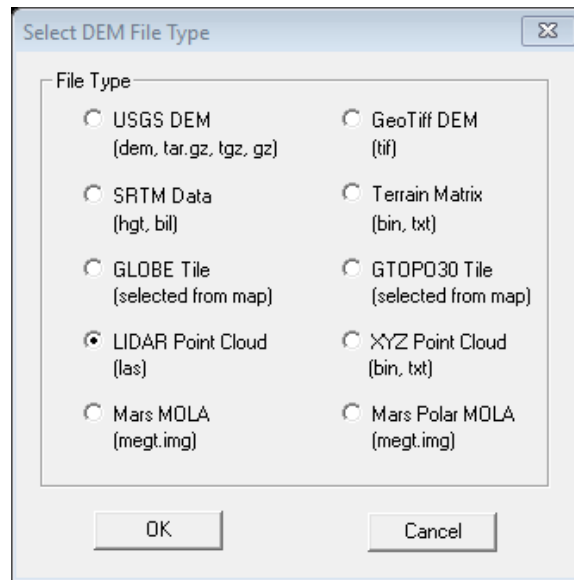 Select DEM File Type
File Type
USGS DEM
(dem, tar.gz, tgz, gz)
GeoTiff DEM
(tif)
SRTM Data
(hgt, bil)
Terrain Matrix
(bin, txt)
GLOBE Tile
(selected from map)
GTOPO30 Tile
(selected from map)
LIDAR Point Cloud
(las)
XYZ Point Cloud
(bin, txt)
Mars MOLA
(megt.img)
Mars Polar MOLA
(megt.img)
OK
Cancel